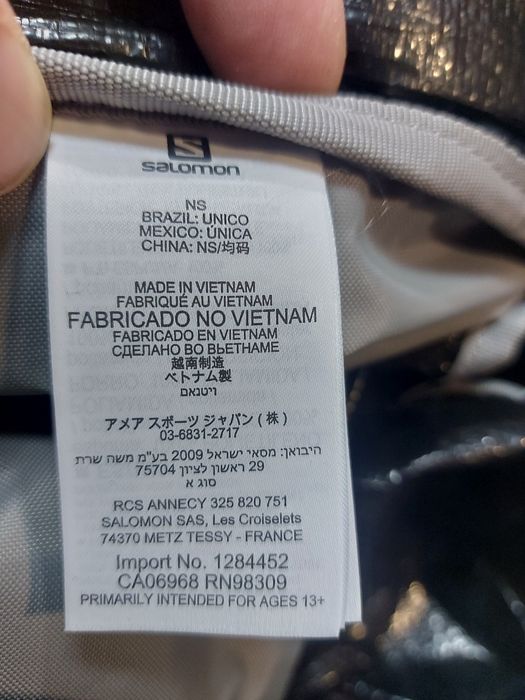 salomon
NS
BRAZIL: ÚNICO
MEXICO: ÚNICA
CHINA: NS/均码
MADE IN VIETNAM
FABRIQUÉ AU VIETNAM
FABRICADO NO VIETNAM
FABRICADO EN VIETNAM
СДЕЛАНО ВО ВЬЕТНАМЕ
越南制造
ベトナム製
ויטנאם
アメア スポーツ ジャパン ( 株 )
03-6831-2717
היבואן: מסאי ישראל 2009 בע"מ משה שרת
29 ראשון לציון 75704
סוג א
RCS ANNECY 325 820 751
SALOMON SAS, Les Croiselets
74370 METZ TESSY - FRANCE
Import No. 1284452
CA06968 RN98309
PRIMARILY INTENDED FOR AGES 13+